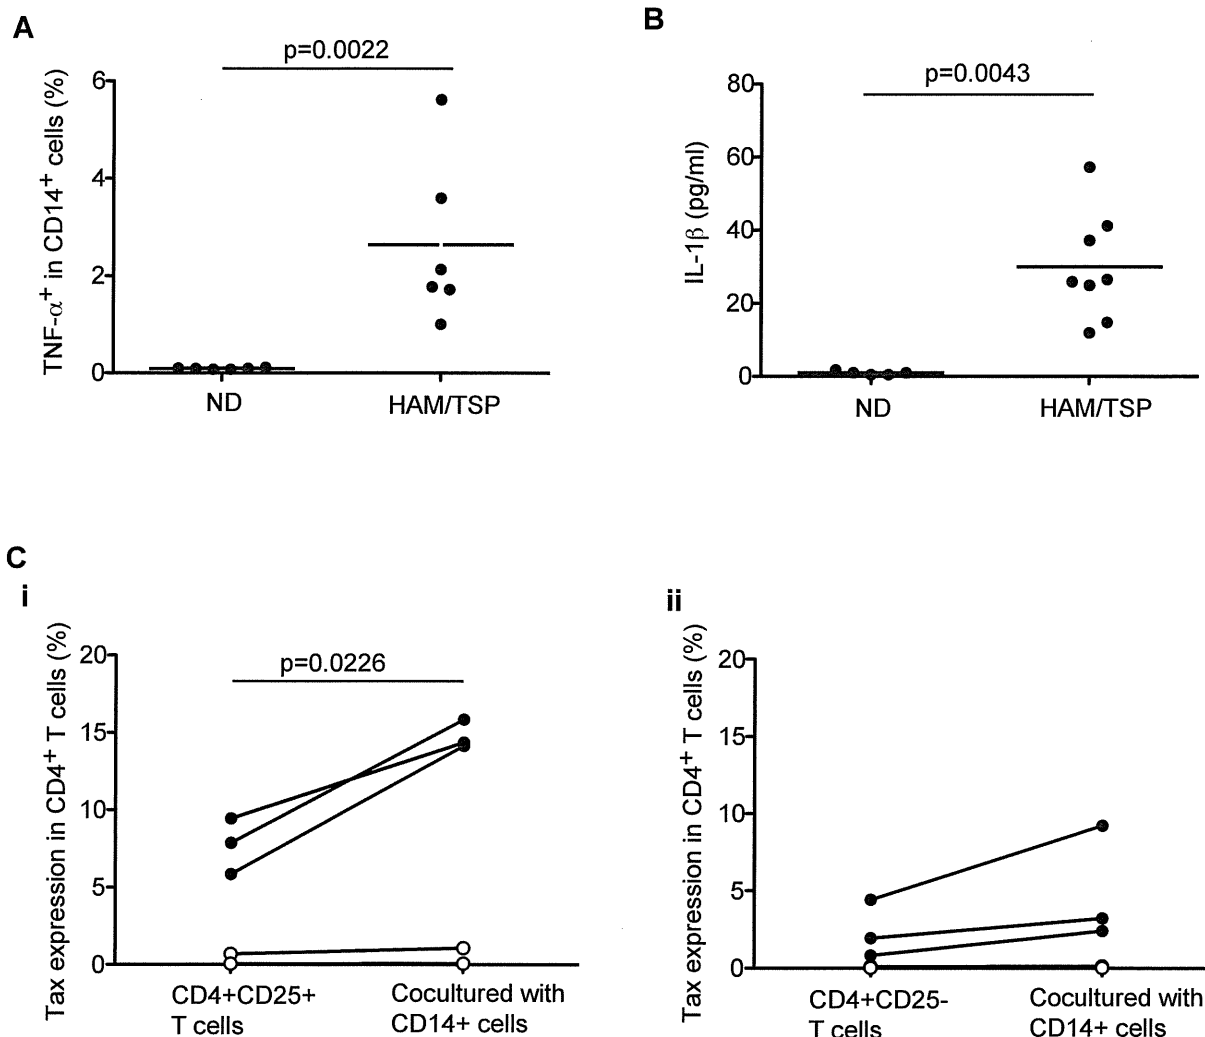 A
p=0.0022
TNF-α⁺ in CD14⁺ cells (%)
6
4
2
0
ND
HAM/TSP
B
p=0.0043
IL-1β (pg/ml)
80
60
40
20
0
ND
HAM/TSP
C
i
p=0.0226
Tax expression in CD4⁺ T cells (%)
20
15
10
5
0
CD4+CD25+
T cells
Cocultured with
CD14+ cells
ii
Tax expression in CD4⁺ T cells (%)
20
15
10
5
0
CD4+CD25-
T cells
Cocultured with
CD14+ cells